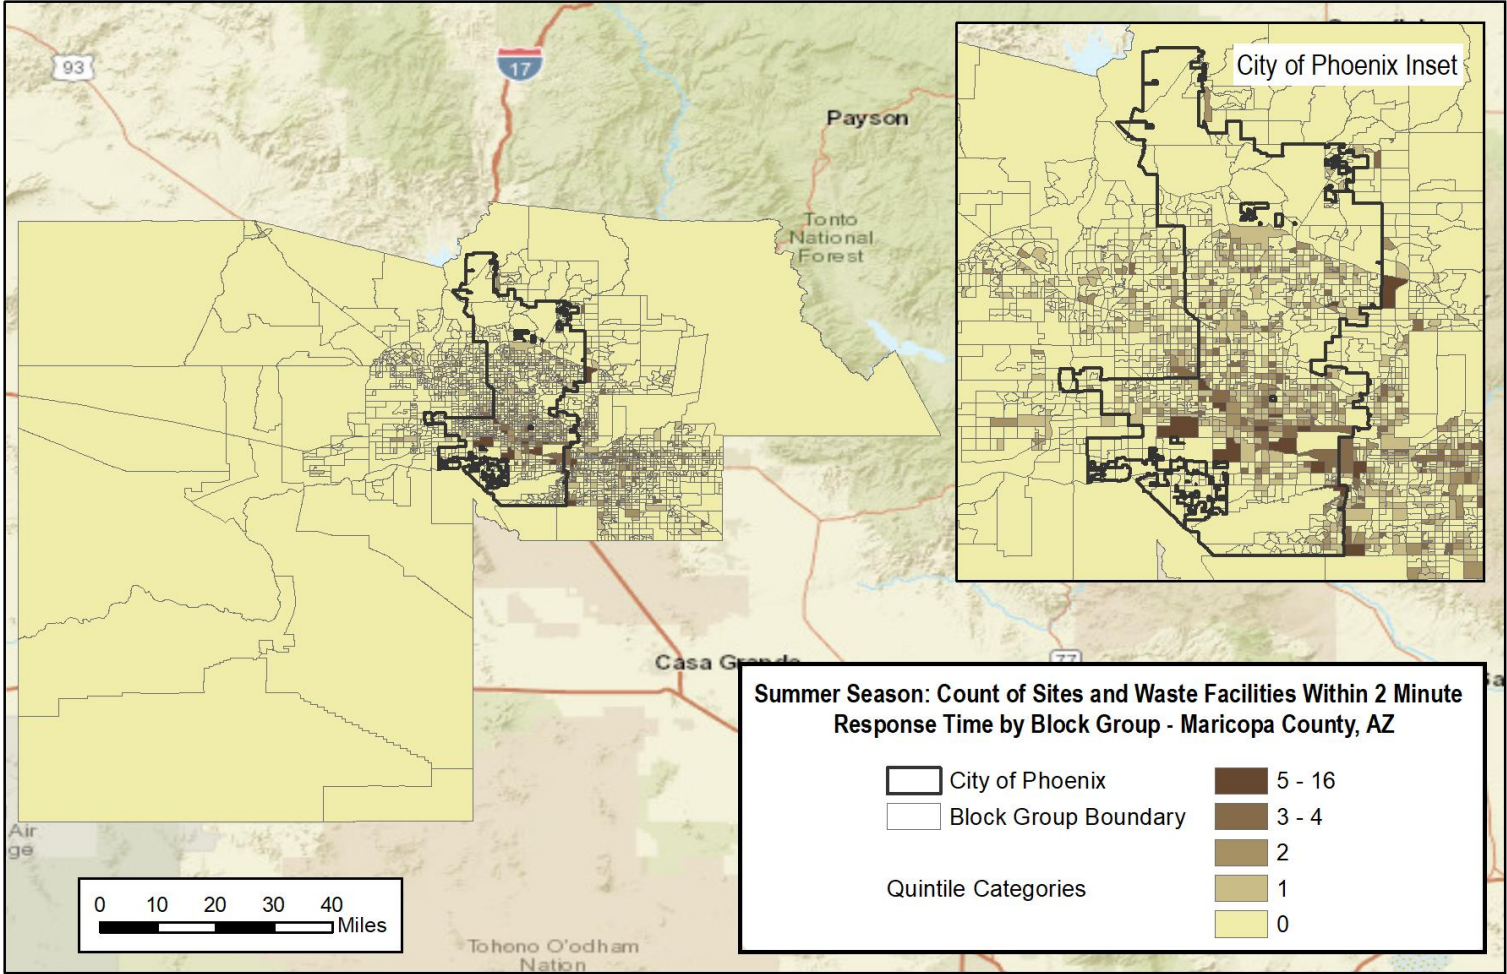 93
17
City of Phoenix Inset
Payson
Tonto
National
Forest
Casa Grande
77
Summer Season: Count of Sites and Waste Facilities Within 2 Minute
Response Time by Block Group - Maricopa County, AZ
City of Phoenix
Block Group Boundary
Quintile Categories
5 - 16
3 - 4
2
1
0
Air
ge
0 10 20 30 40
Miles
Tohono O'odham
Nation